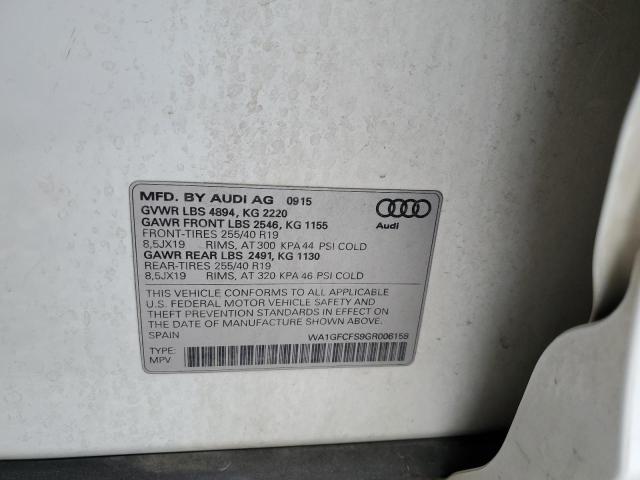 MFD. BY AUDI AG 0915
GVWR LBS 4894, KG 2220
GAWR FRONT LBS 2546, KG 1155
FRONT-TIRES 255/40 R19
8,5JX19 RIMS, AT 300 KPA 44 PSI COLD
GAWR REAR LBS 2491, KG 1130
REAR-TIRES 255/40 R19
8,5JX19 RIMS, AT 320 KPA 46 PSI COLD
Audi
THIS VEHICLE CONFORMS TO ALL APPLICABLE
U.S. FEDERAL MOTOR VEHICLE SAFETY AND
THEFT PREVENTION STANDARDS IN EFFECT ON
THE DATE OF MANUFACTURE SHOWN ABOVE.
SPAIN WA1GFCFS9GR006159
TYPE:
MPV